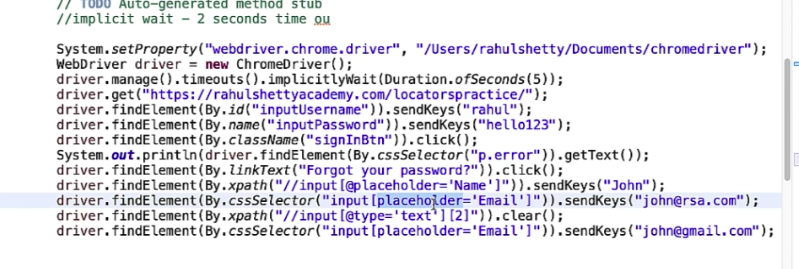 // TODO Auto-generated method stub
//implicit wait - 2 seconds time ou
System.setProperty("webdriver.chrome.driver", "/Users/rahulshetty/Documents/chromedriver");
WebDriver driver = new ChromeDriver();
driver.manage().timeouts().implicitlyWait(Duration.ofSeconds(5));
driver.get("https://rahulshettyacademy.com/locatorspractice/");
driver.findElement(By.id("inputUsername")).sendKeys("rahul");
driver.findElement(By.name("inputPassword")).sendKeys("hello123");
driver.findElement(By.className("signInBtn")).click();
System.out.println(driver.findElement(By.cssSelector("p.error")).getText());
driver.findElement(By.linkText("Forgot your password?")).click();
driver.findElement(By.xpath("//input[@placeholder='Name']")).sendKeys("John");
driver.findElement(By.cssSelector("input[placeholder='Email']")).sendKeys("john@rsa.com");
driver.findElement(By.xpath("//input[@type='text'][2]")).clear();
driver.findElement(By.cssSelector("input[placeholder='Email']")).sendKeys("john@gmail.com");